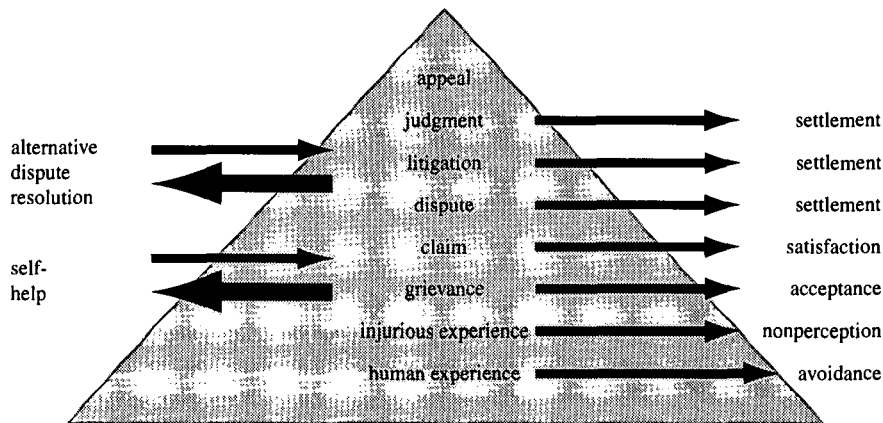 appeal
judgment
settlement
alternative
dispute
resolution
litigation
settlement
dispute
settlement
claim
satisfaction
self-
help
grievance
acceptance
injurious experience
nonperception
human experience
avoidance